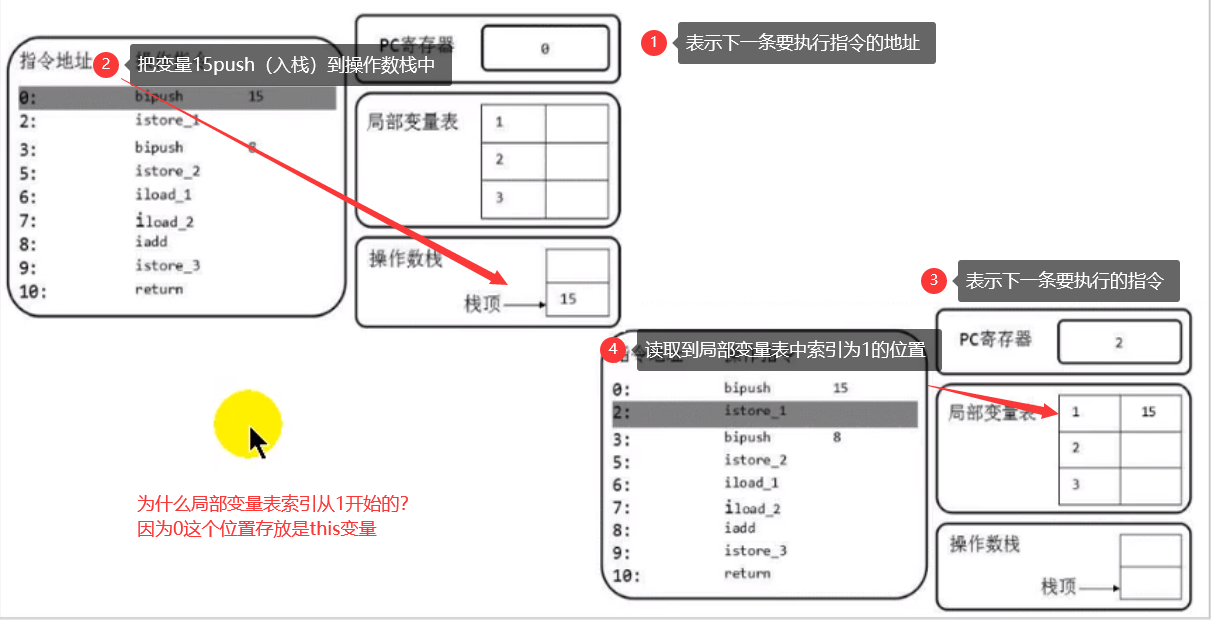 PC寄存器 0
1 表示下一条要执行指令的地址
指令地址
2 把变量15push（入栈）到操作数栈中
0: bipush 15
2: istore_1
3: bipush 8
5: istore_2
6: iload_1
7: iload_2
8: iadd
9: istore_3
10: return
局部变量表
1
2
3
操作数栈
栈顶 15
3 表示下一条要执行的指令
PC寄存器 2
4 读取到局部变量表中索引为1的位置
0: bipush 15
2: istore_1
3: bipush 8
5: istore_2
6: iload_1
7: iload_2
8: iadd
9: istore_3
10: return
局部变量表
1 15
2
3
操作数栈
栈顶
为什么局部变量表索引从1开始的？
因为0这个位置存放是this变量